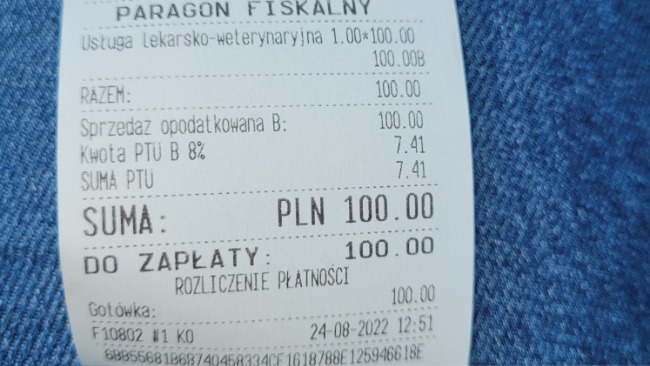 PARAGON FISKALNY
Usługa lekarsko-weterynaryjna 1.00*100.00
100.00B
RAZEM: 100.00
Sprzedaż opodatkowana B: 100.00
Kwota PTU B 8% 7.41
SUMA PTU 7.41
SUMA: PLN 100.00
DO ZAPŁATY: 100.00
ROZLICZENIE PŁATNOŚCI
Gotówka: 100.00
F10802 #1 KO 24-08-2022 12:51